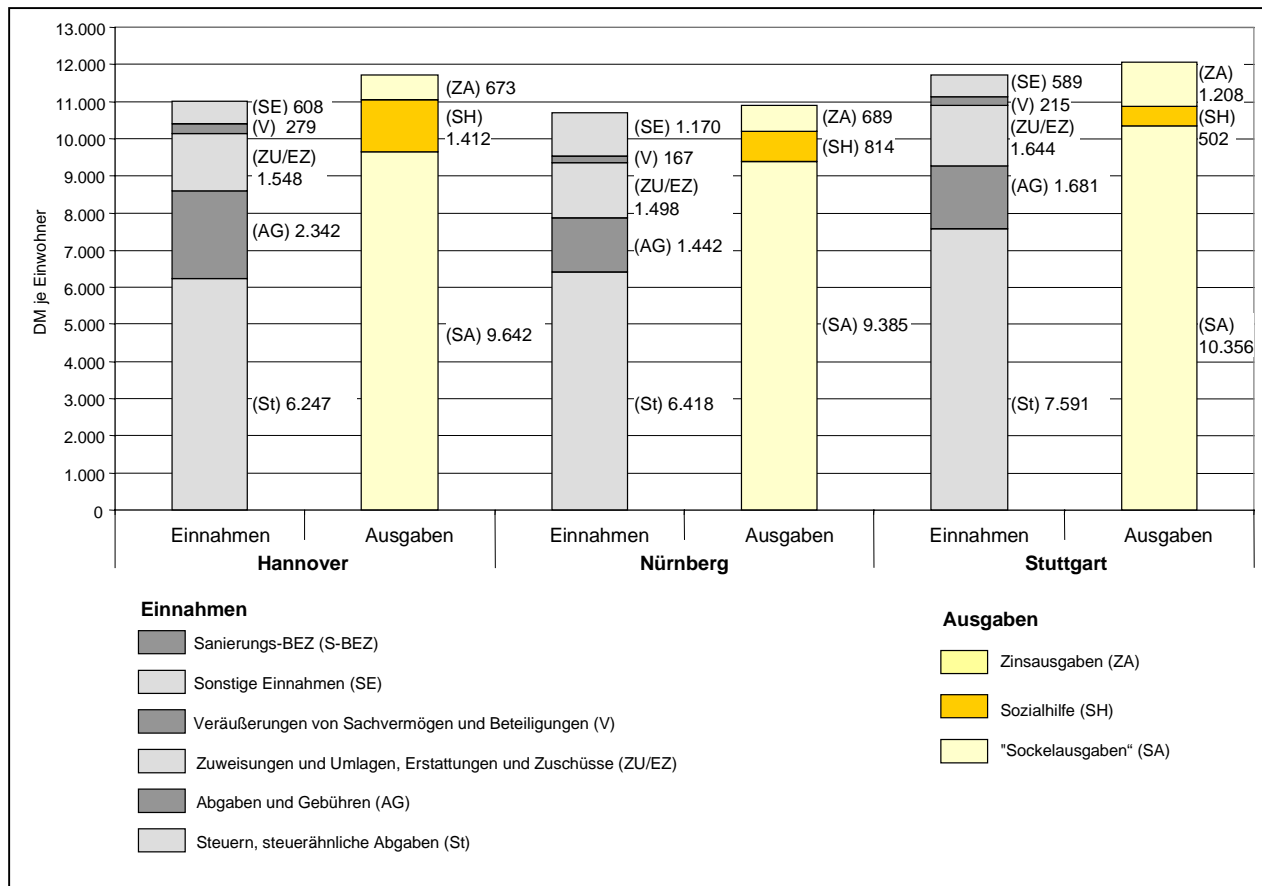 13.000
12.000
11.000
10.000
9.000
8.000
7.000
6.000
5.000
4.000
3.000
2.000
1.000
0
DM je Einwohner
(SE) 608
(V) 279
(ZU/EZ)
1.548
(AG) 2.342
(St) 6.247
(ZA) 673
(SH)
1.412
(SA) 9.642
(SE) 1.170
(V) 167
(ZU/EZ)
1.498
(AG) 1.442
(St) 6.418
(ZA) 689
(SH) 814
(SA) 9.385
(SE) 589
(V) 215
(ZU/EZ)
1.644
(AG) 1.681
(St) 7.591
(ZA)
1.208
(SH)
502
(SA)
10.356
Einnahmen Ausgaben Einnahmen Ausgaben Einnahmen Ausgaben
Hannover Nürnberg Stuttgart
Einnahmen
Sanierungs-BEZ (S-BEZ)
Sonstige Einnahmen (SE)
Veräußerungen von Sachvermögen und Beteiligungen (V)
Zuweisungen und Umlagen, Erstattungen und Zuschüsse (ZU/EZ)
Abgaben und Gebühren (AG)
Steuern, steuerähnliche Abgaben (St)
Ausgaben
Zinsausgaben (ZA)
Sozialhilfe (SH)
"Sockelausgaben“ (SA)